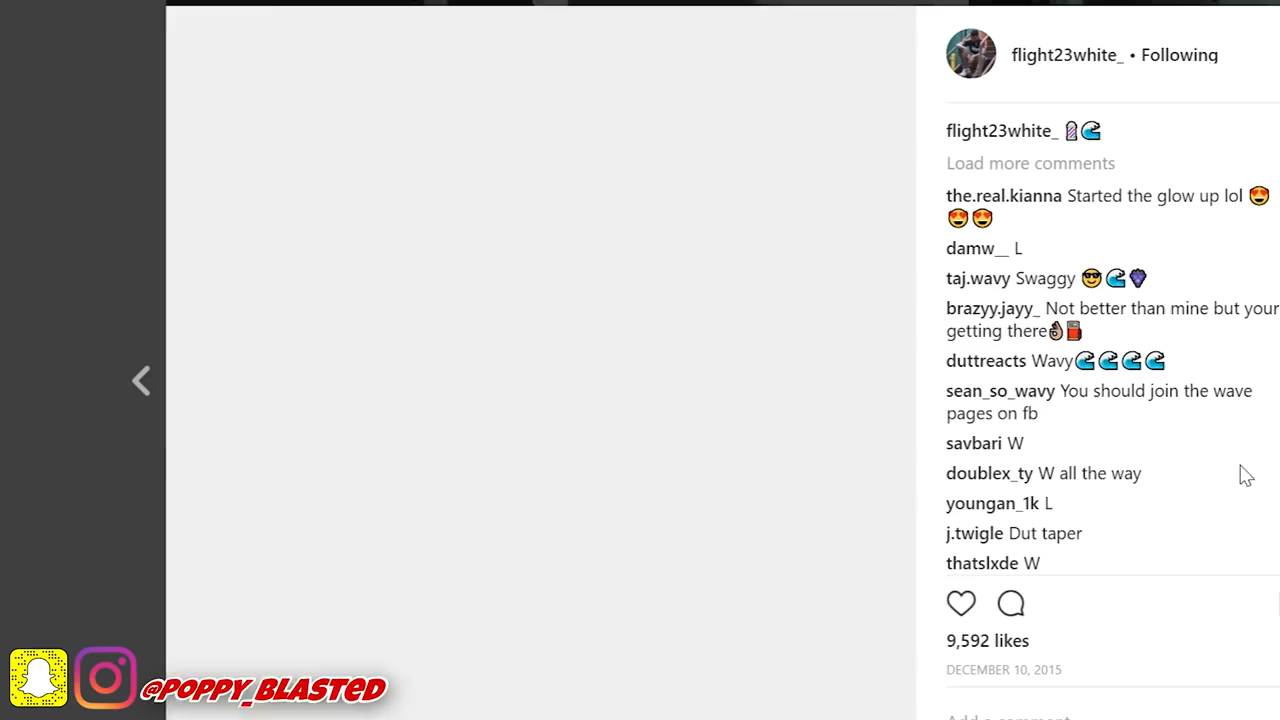 flight23white_ • Following
flight23white_ 💈🌊
Load more comments
the.real.kianna Started the glow up lol 😍
😍😍
damw__ L
taj.wavy Swaggy 😎🌊🍇
brazyy.jayy_ Not better than mine but your
getting there👌🏽⛽
duttreacts Wavy🌊🌊🌊🌊
sean_so_wavy You should join the wave
pages on fb
savbari W
doublex_ty W all the way
youngan_1k L
j.twigle Dut taper
thatslxde W
9,592 likes
DECEMBER 10, 2015
Add a comment
@POPPY_BLASTED